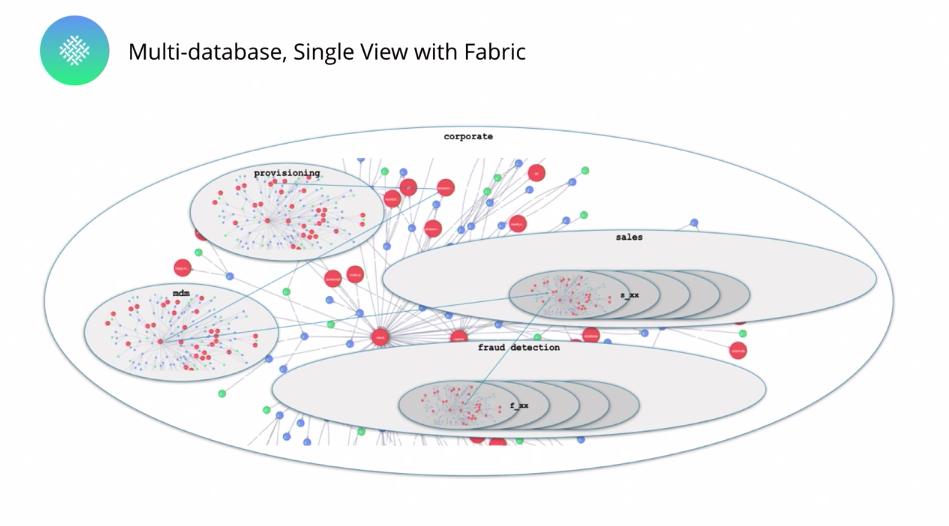 Multi-database, Single View with Fabric
corporate
provisioning
sales
s_xx
mdm
fraud detection
f_xx